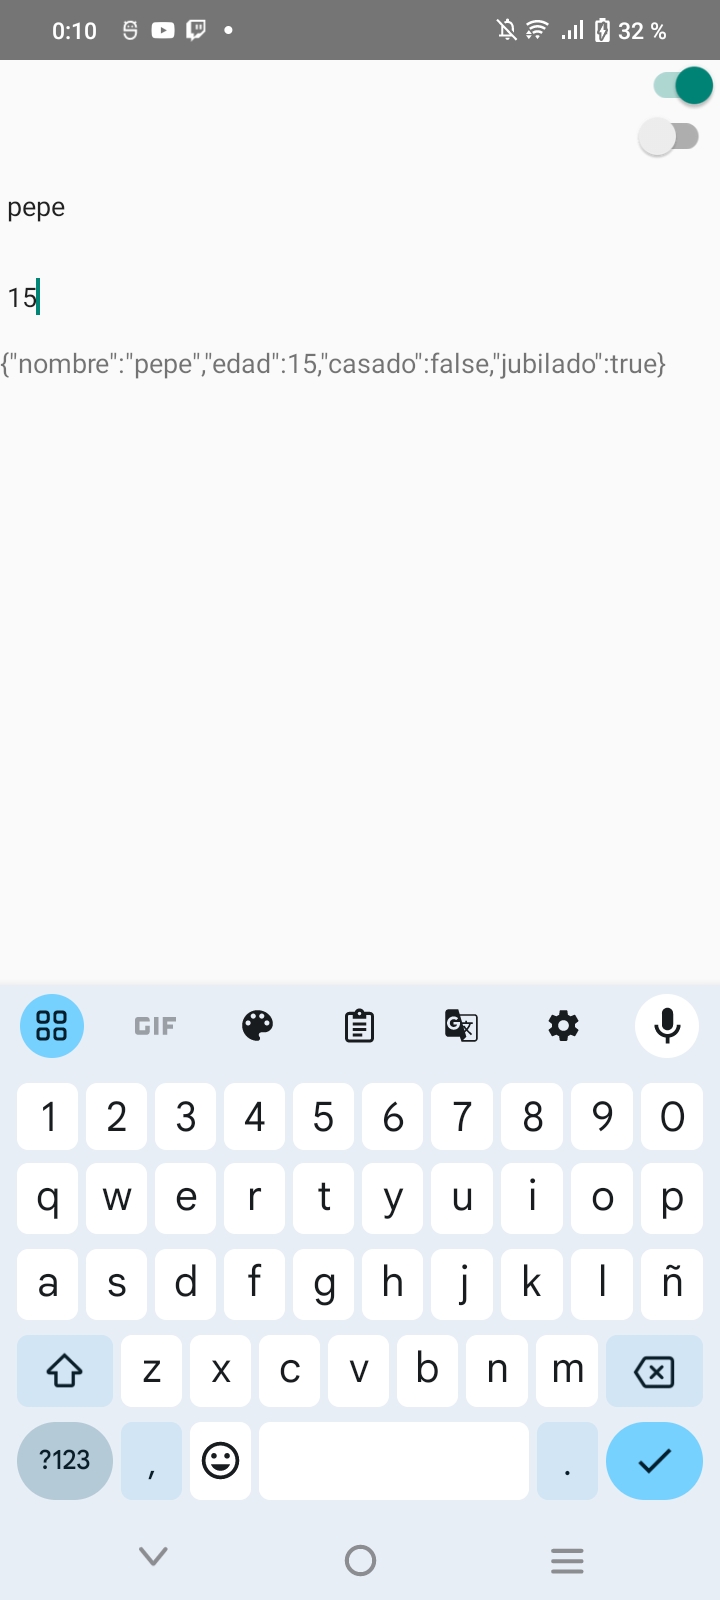 0:10 32 %
pepe
15
{"nombre":"pepe","edad":15,"casado":false,"jubilado":true}
GIF G
1 2 3 4 5 6 7 8 9 0
q w e r t y u i o p
a s d f g h j k l ñ
z x c v b n m
?123 , .